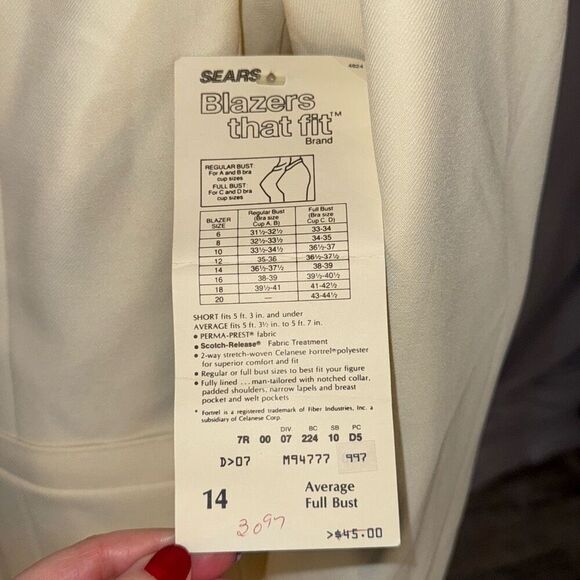 4824
SEARS
Blazers
that fit™
Brand
REGULAR BUST:
For A and B bra
cup sizes
FULL BUST:
For C and D bra
cup sizes
BLAZER SIZE Regular Bust (Bra size Cup A, B) Full Bust (Bra size Cup C, D)
6 31½-32½ 33-34
8 32½-33½ 34-35
10 33½-34½ 36½-37
12 35-36 36½-37½
14 36½-37½ 38-39
16 38-39 39½-40½
18 39½-41 41-42½
20 — 43-44½
SHORT fits 5 ft. 3 in. and under
AVERAGE fits 5 ft. 3½ in. to 5 ft. 7 in.
• PERMA-PREST® fabric
• Scotch-Release® Fabric Treatment
• 2-way stretch-woven Celanese Fortrel® polyester
for superior comfort and fit
• Regular or full bust sizes to best fit your figure
• Fully lined ... man-tailored with notched collar,
padded shoulders, narrow lapels and breast
pocket and welt pockets
* Fortrel is a registered trademark of Fiber Industries, Inc. a
subsidiary of Celanese Corp.
DIV. BC SB PC
7R 00 07 224 10 D5
D>07 M94777 997
14 Average
Full Bust
3097
>$45.00